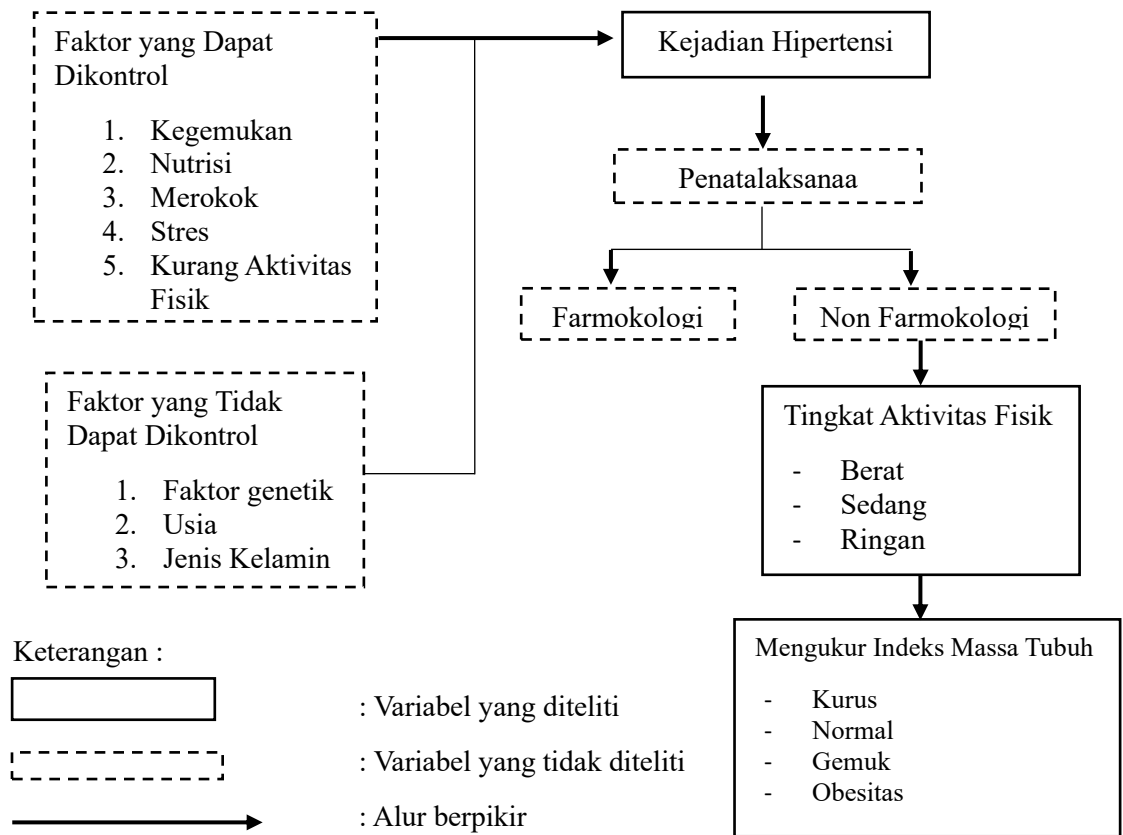 Faktor yang Dapat
Dikontrol
1. Kegemukan
2. Nutrisi
3. Merokok
4. Stres
5. Kurang Aktivitas
Fisik
Kejadian Hipertensi
Penatalaksanaa
Farmokologi
Non Farmokologi
Faktor yang Tidak
Dapat Dikontrol
1. Faktor genetik
2. Usia
3. Jenis Kelamin
Tingkat Aktivitas Fisik
- Berat
- Sedang
- Ringan
Mengukur Indeks Massa Tubuh
- Kurus
- Normal
- Gemuk
- Obesitas
Keterangan :
: Variabel yang diteliti
: Variabel yang tidak diteliti
: Alur berpikir